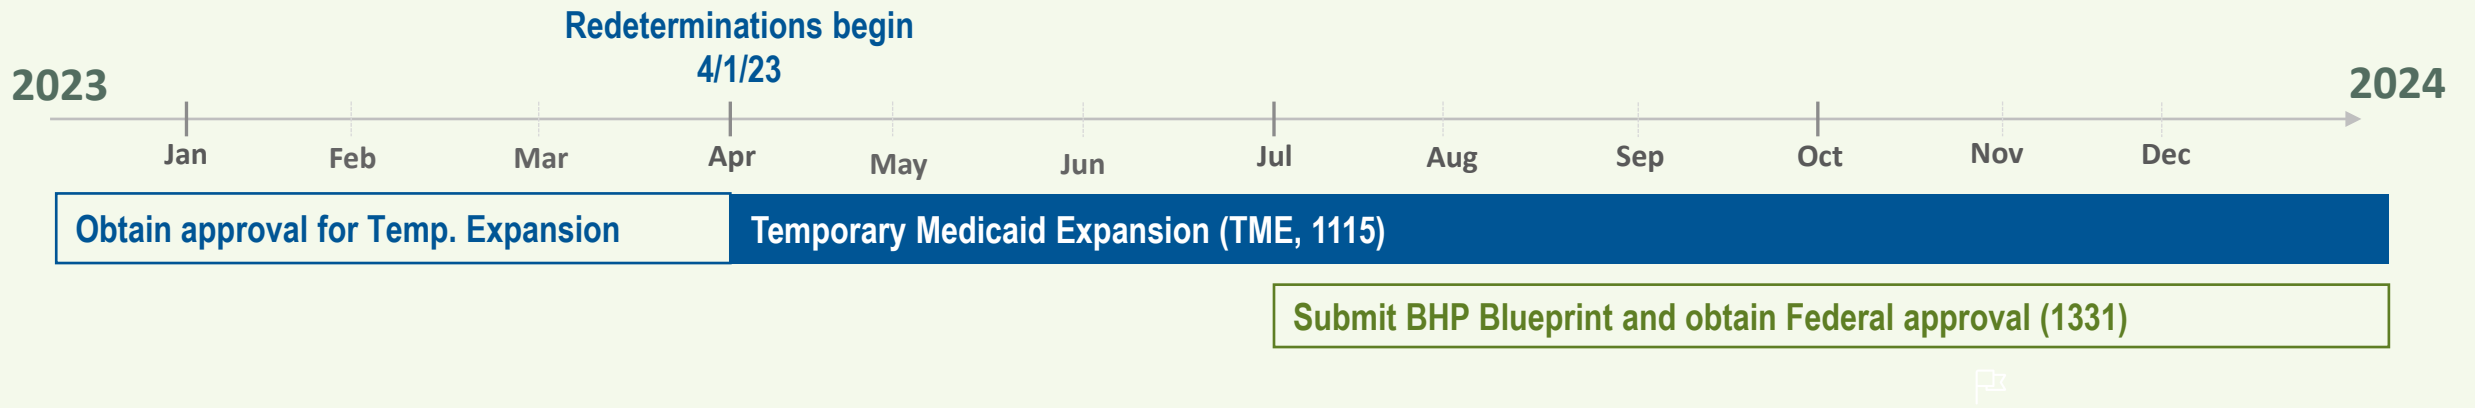 Redeterminations begin
4/1/23
2023
2024
Jan
Feb
Mar
Apr
May
Jun
Jul
Aug
Sep
Oct
Nov
Dec
Obtain approval for Temp. Expansion
Temporary Medicaid Expansion (TME, 1115)
Submit BHP Blueprint and obtain Federal approval (1331)